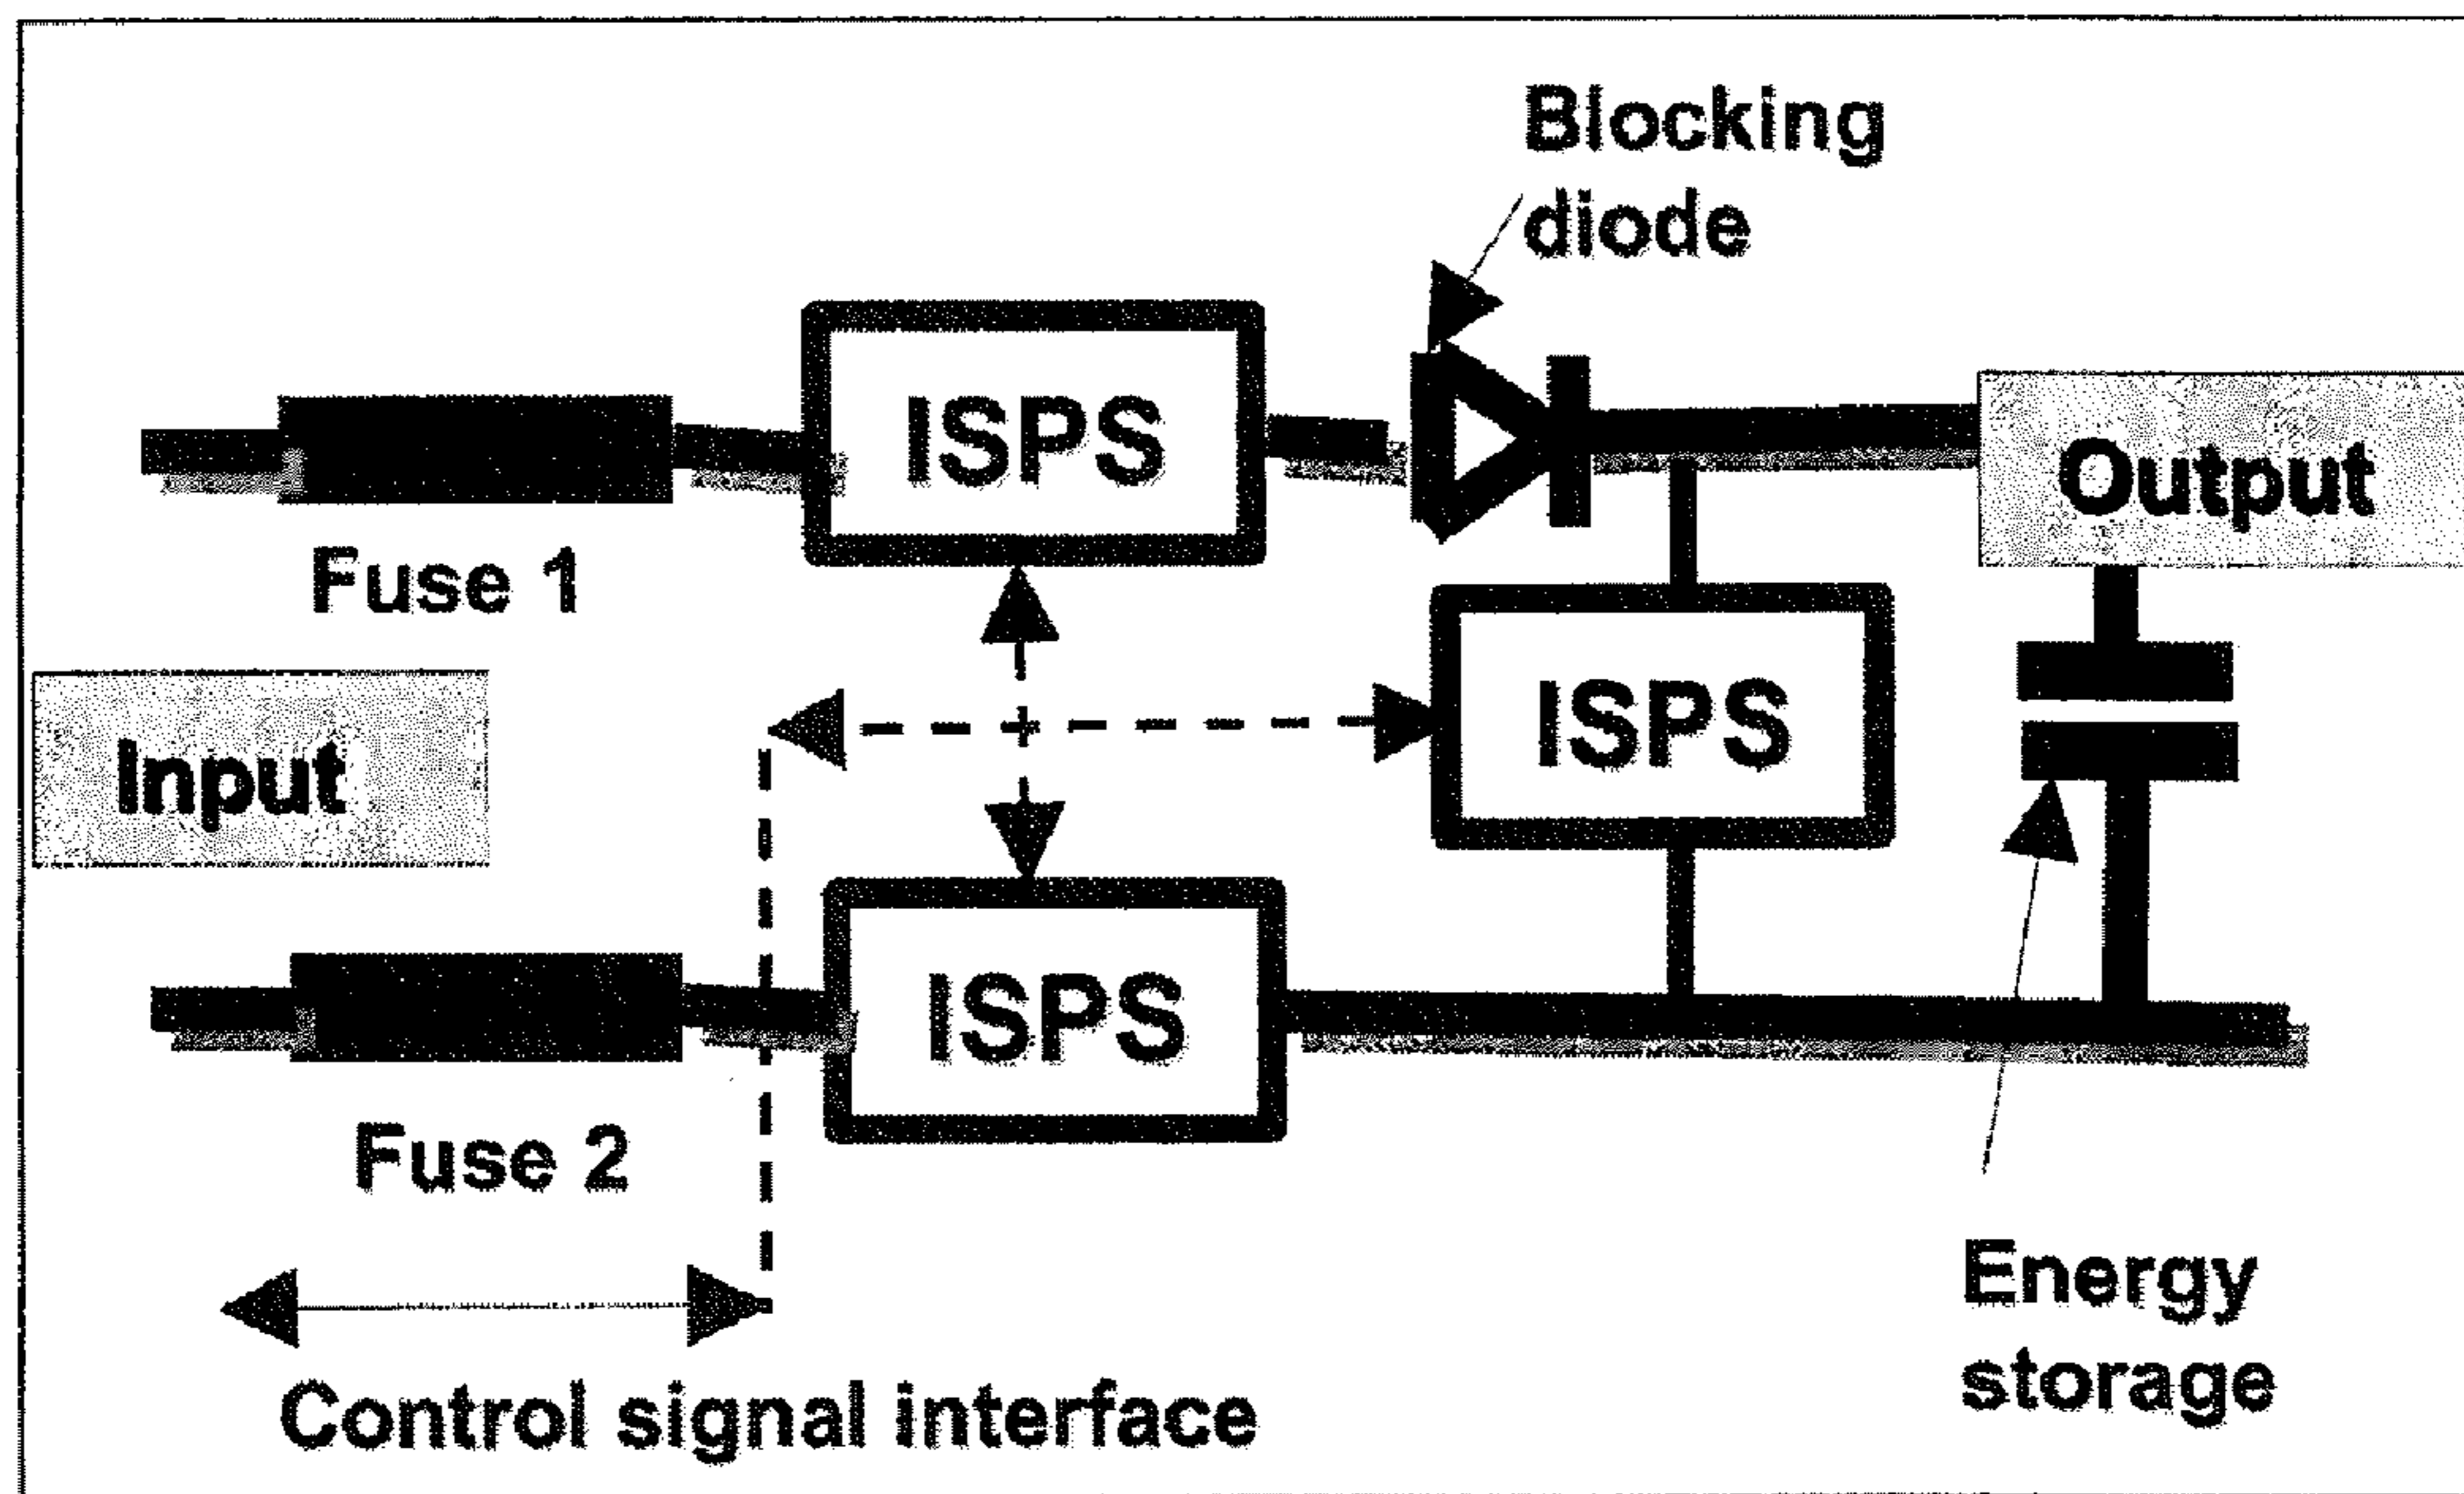 Blocking
diode
ISPS
Output
Fuse 1
ISPS
Input
ISPS
Fuse 2
Energy
storage
Control signal interface